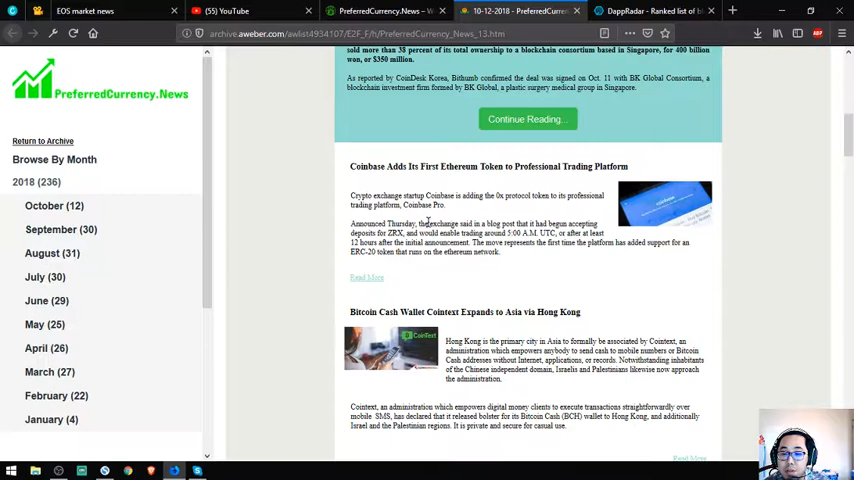 EOS market news
(55) YouTube
PreferredCurrency.News – W
10-12-2018 - PreferredCurren
DappRadar - Ranked list of bl
archive.aweber.com/awlist4934107/E2F_F/h/PreferredCurrency_News_13.htm
PreferredCurrency.News
Return to Archive
Browse By Month
2018 (236)
October (12)
September (30)
August (31)
July (30)
June (29)
May (25)
April (26)
March (27)
February (22)
January (4)
sold more than 38 percent of its total ownership to a blockchain consortium based in Singapore, for 400 billion
won, or $350 million.
As reported by CoinDesk Korea, Bithumb confirmed the deal was signed on Oct. 11 with BK Global Consortium, a
blockchain investment firm formed by BK Global, a plastic surgery medical group in Singapore.
Continue Reading...
Coinbase Adds Its First Ethereum Token to Professional Trading Platform
Crypto exchange startup Coinbase is adding the 0x protocol token to its professional
trading platform, Coinbase Pro.
Announced Thursday, the exchange said in a blog post that it had begun accepting
deposits for ZRX, and would enable trading around 5:00 A.M. UTC, or after at least
12 hours after the initial announcement. The move represents the first time the platform has added support for an
ERC-20 token that runs on the ethereum network.
Read More
Bitcoin Cash Wallet Cointext Expands to Asia via Hong Kong
COINTEXT
Hong Kong is the primary city in Asia to formally be associated by Cointext, an
administration which empowers anybody to send cash to mobile numbers or Bitcoin
Cash addresses without Internet, applications, or records. Notwithstanding inhabitants
of the Chinese independent domain, Israelis and Palestinians likewise now approach
the administration.
Cointext, an administration which empowers digital money clients to execute transactions straightforwardly over
mobile SMS, has declared that it released bolster for its Bitcoin Cash (BCH) wallet to Hong Kong, and additionally
Israel and the Palestinian regions. It is private and secure for casual use.
Read More